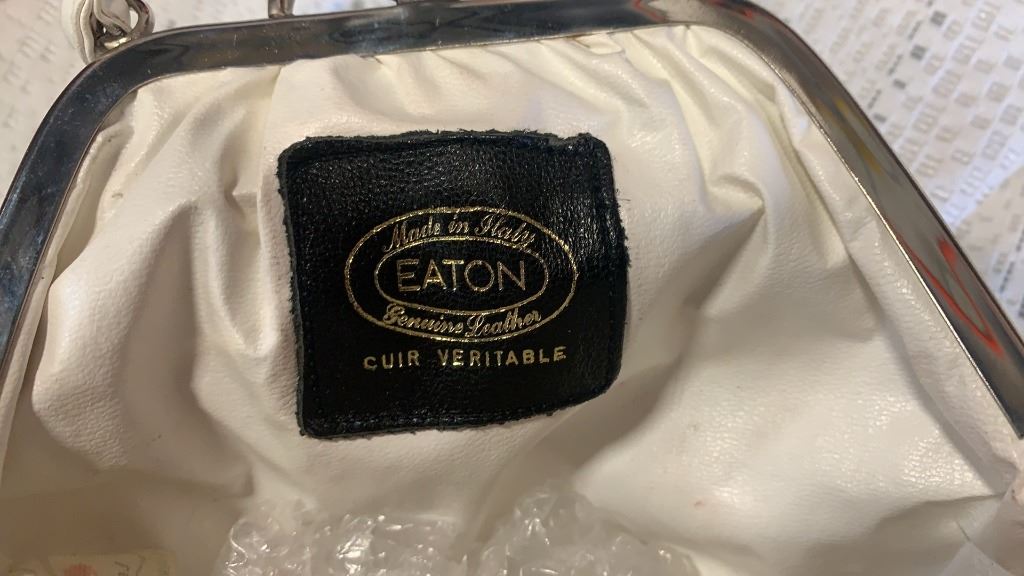 Made in Italy
EATON
Genuine Leather
CUIR VERITABLE